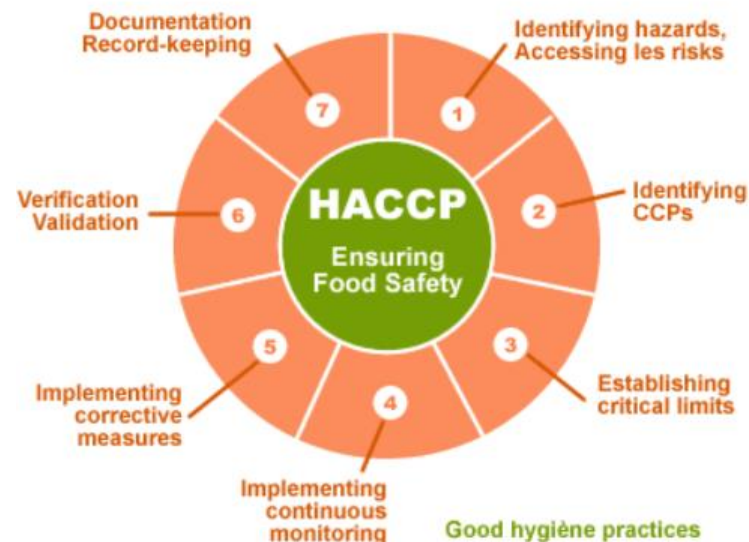 Documentation
Record-keeping
7
Identifying hazards,
Accessing les risks
1
HACCP
Ensuring
Food Safety
Verification
Validation
6
2
Identifying
CCPs
5
3
Implementing
corrective
measures
4
Establishing
critical limits
Implementing
continuous
monitoring
Good hygiène practices